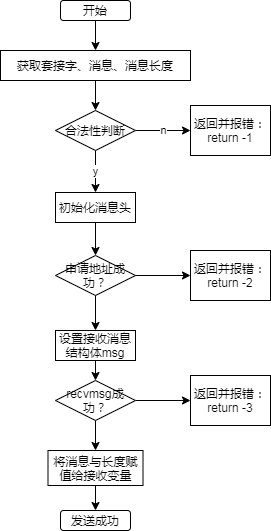 开始
获取套接字、消息、消息长度
合法性判断
n
返回并报错：
return -1
y
初始化消息头
申请地址成
功？
返回并报错：
return -2
设置接收消息
结构体msg
recvmsg成
功？
返回并报错：
return -3
将消息与长度赋
值给接收变量
发送成功